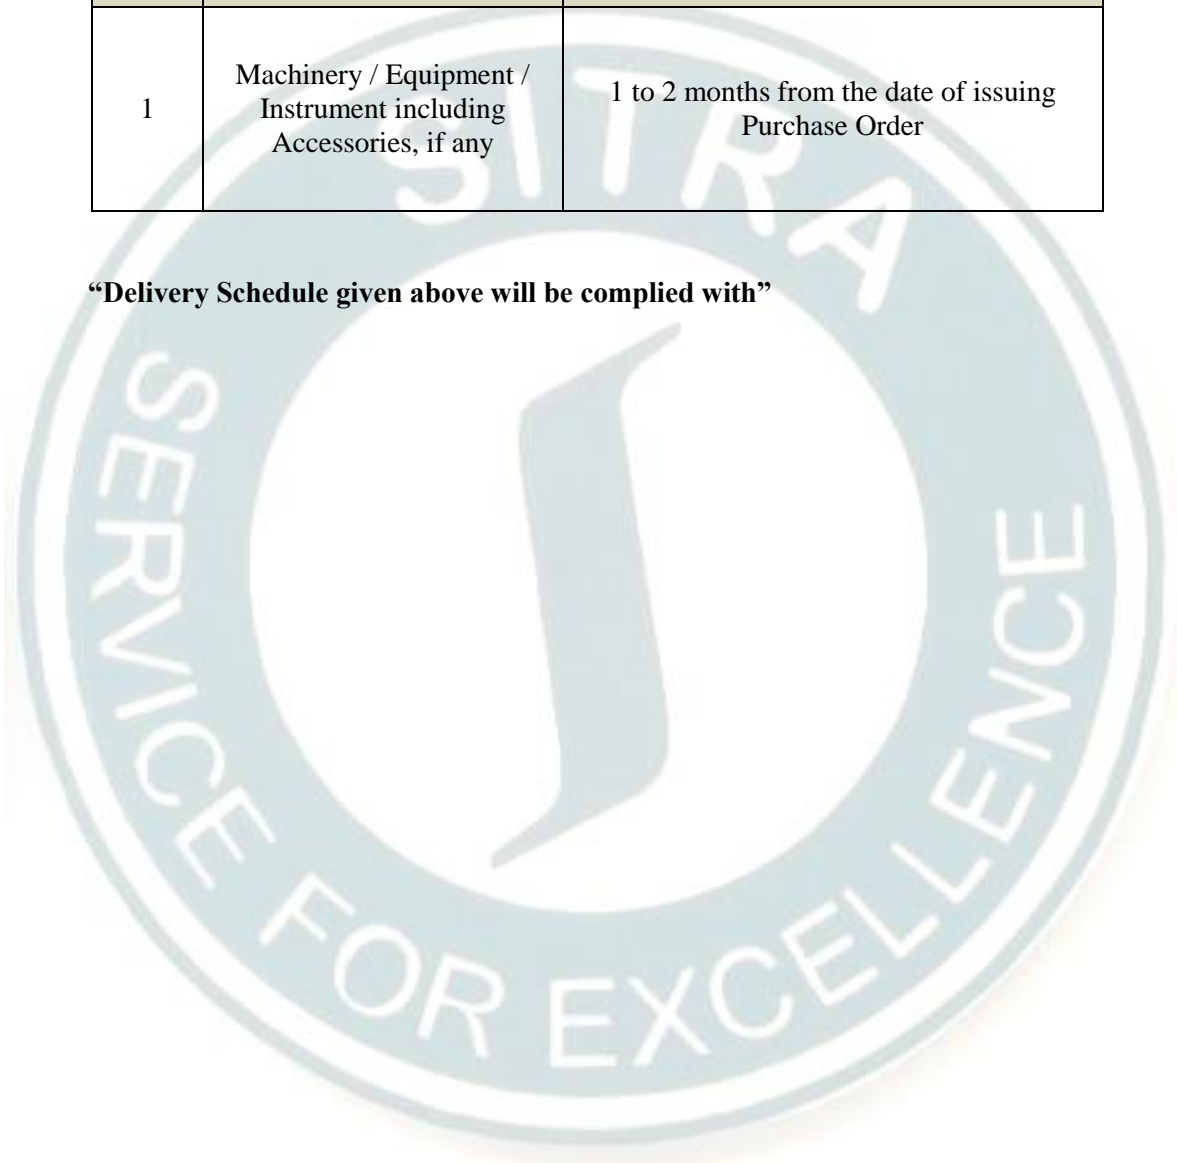 1
Machinery / Equipment /
Instrument including
Accessories, if any
1 to 2 months from the date of issuing
Purchase Order
“Delivery Schedule given above will be complied with”
SITRA
SERVICE FOR EXCELLENCE